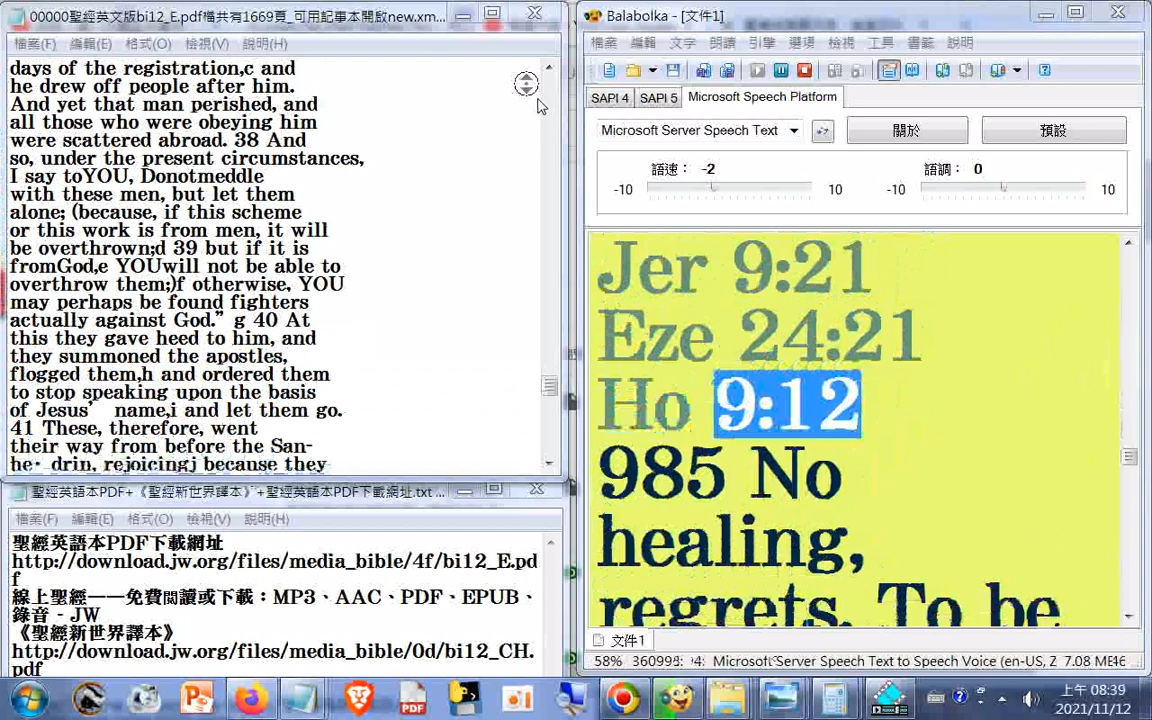 00000聖經英文版bi12_E.pdf檔共有1669頁_可用記事本開啟new.xm...
檔案(F) 編輯(E) 格式(O) 檢視(V) 說明(H)
days of the registration,c and
he drew off people after him.
And yet that man perished, and
all those who were obeying him
were scattered abroad. 38 And
so, under the present circumstances,
I say toYOU, Donotmeddle
with these men, but let them
alone; (because, if this scheme
or this work is from men, it will
be overthrown;d 39 but if it is
fromGod,e YOUwill not be able to
overthrow them;)f otherwise, YOU
may perhaps be found fighters
actually against God.” g 40 At
this they gave heed to him, and
they summoned the apostles,
flogged them,h and ordered them
to stop speaking upon the basis
of Jesus’ name,i and let them go.
41 These, therefore, went
their way from before the San-
he· drin, rejoicingj because they
聖經英語本PDF+《聖經新世界譯本》+聖經英語本PDF下載網址.txt ...
檔案(F) 編輯(E) 格式(O) 檢視(V) 說明(H)
聖經英語本PDF下載網址
http://download.jw.org/files/media_bible/4f/bi12_E.pd
f
線上聖經──免費閱讀或下載：MP3、AAC、PDF、EPUB、
錄音 - JW
《聖經新世界譯本》
http://download.jw.org/files/media_bible/0d/bi12_CH.
pdf
Balabolka - [文件1]
檔案 編輯 文字 朗讀 引擎 選項 檢視 工具 書籤 說明
SAPI 4 SAPI 5 Microsoft Speech Platform
Microsoft Server Speech Text 關於 預設
語速： -2 語調： 0
-10 10 -10 10
Jer 9:21
Eze 24:21
Ho 9:12
985 No
healing,
regrets. To be
文件1
58% Microsoft Server Speech Text to Speech Voice (en-US, Z 7.08 ME
上午 08:39
2021/11/12